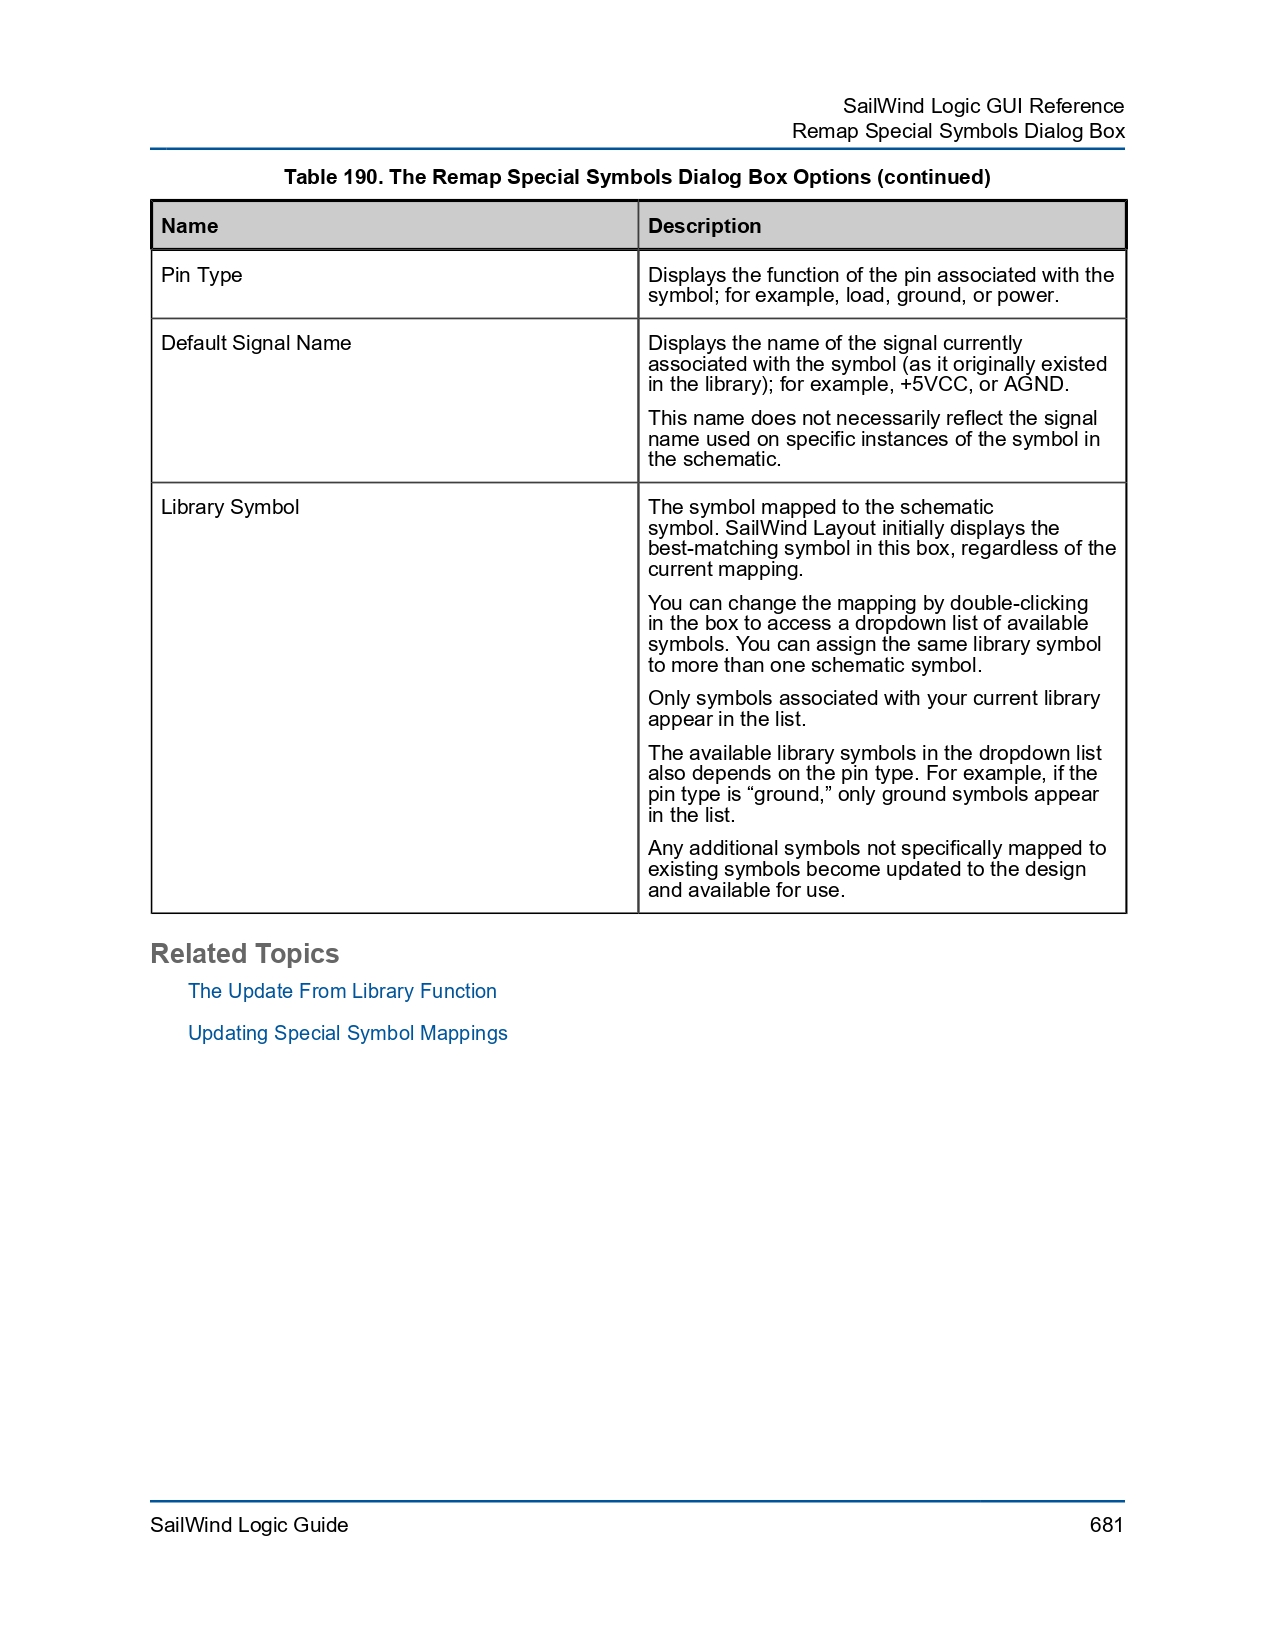 SailWind Logic GUI Reference
Remap Special Symbols Dialog Box
Table 190. The Remap Special Symbols Dialog Box Options (continued)
Name
Description
Pin Type
Displays the function of the pin associated with the
symbol; for example, load, ground, or power.
Default Signal Name
Displays the name of the signal currently
associated with the symbol (as it originally existed
in the library); for example, +5VCC, or AGND.
This name does not necessarily reflect the signal
name used on specific instances of the symbol in
the schematic.
Library Symbol
The symbol mapped to the schematic
symbol. SailWind Layout initially displays the
best-matching symbol in this box, regardless of the
current mapping.
You can change the mapping by double-clicking
in the box to access a dropdown list of available
symbols. You can assign the same library symbol
to more than one schematic symbol.
Only symbols associated with your current library
appear in the list.
The available library symbols in the dropdown list
also depends on the pin type. For example, if the
pin type is “ground,” only ground symbols appear
in the list.
Any additional symbols not specifically mapped to
existing symbols become updated to the design
and available for use.
Related Topics
The Update From Library Function
Updating Special Symbol Mappings
SailWind Logic Guide
681